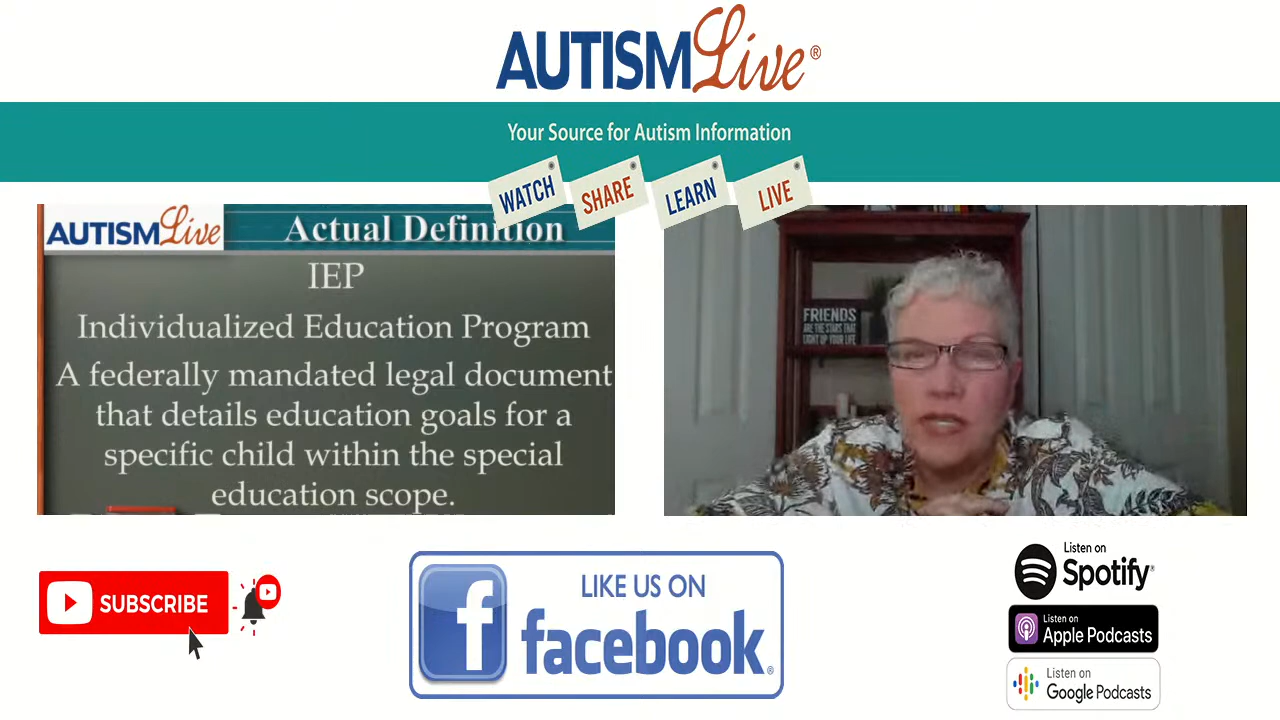 AUTISMLive®
Your Source for Autism Information
WATCH
SHARE
LEARN
LIVE
AUTISMLive
Actual Definition
IEP
Individualized Education Program
A federally mandated legal document
that details education goals for a
specific child within the special
education scope.
FRIENDS
ARE THE STARS THAT
LIGHT UP YOUR LIFE
SUBSCRIBE
LIKE US ON
facebook®
Listen on
Spotify®
Listen on
Apple Podcasts
Listen on
Google Podcasts